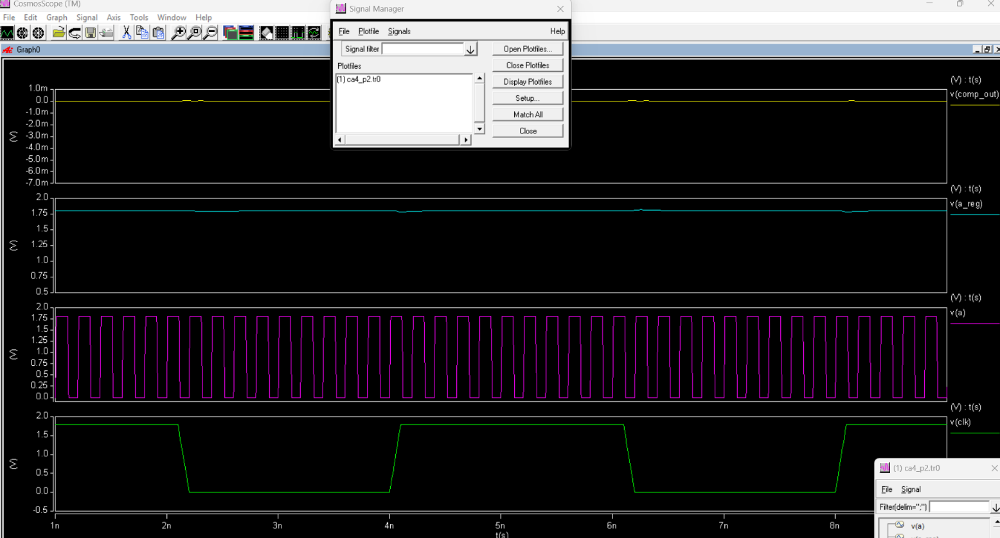 CosmosScope (TM)
File Edit Graph Signal Axis Tools Window Help
Graph0
Signal Manager
File Plotfile Signals Help
Signal filter
Open Plotfiles...
Plotfiles
Close Plotfiles
(1) ca4_p2.tr0
Display Plotfiles
Setup...
Match All
Close
(V) : t(s)
v(comp_out)
1.0m
0.0
-1.0m
-2.0m
-3.0m
-4.0m
-5.0m
-6.0m
-7.0m
(V)
(V) : t(s)
v(a_reg)
2.0
1.75
1.5
1.25
1.0
0.75
0.5
(V)
(V) : t(s)
v(a)
2.0
1.75
1.5
1.25
1.0
0.75
0.5
0.25
0.0
(V)
(V) : t(s)
v(clk)
2.0
1.5
1.0
0.5
0.0
-0.5
(V)
1n 2n 3n 4n 5n 6n 7n 8n
t(s)
(1) ca4_p2.tr0
File Signal
Filter(delim=";")
v(a)